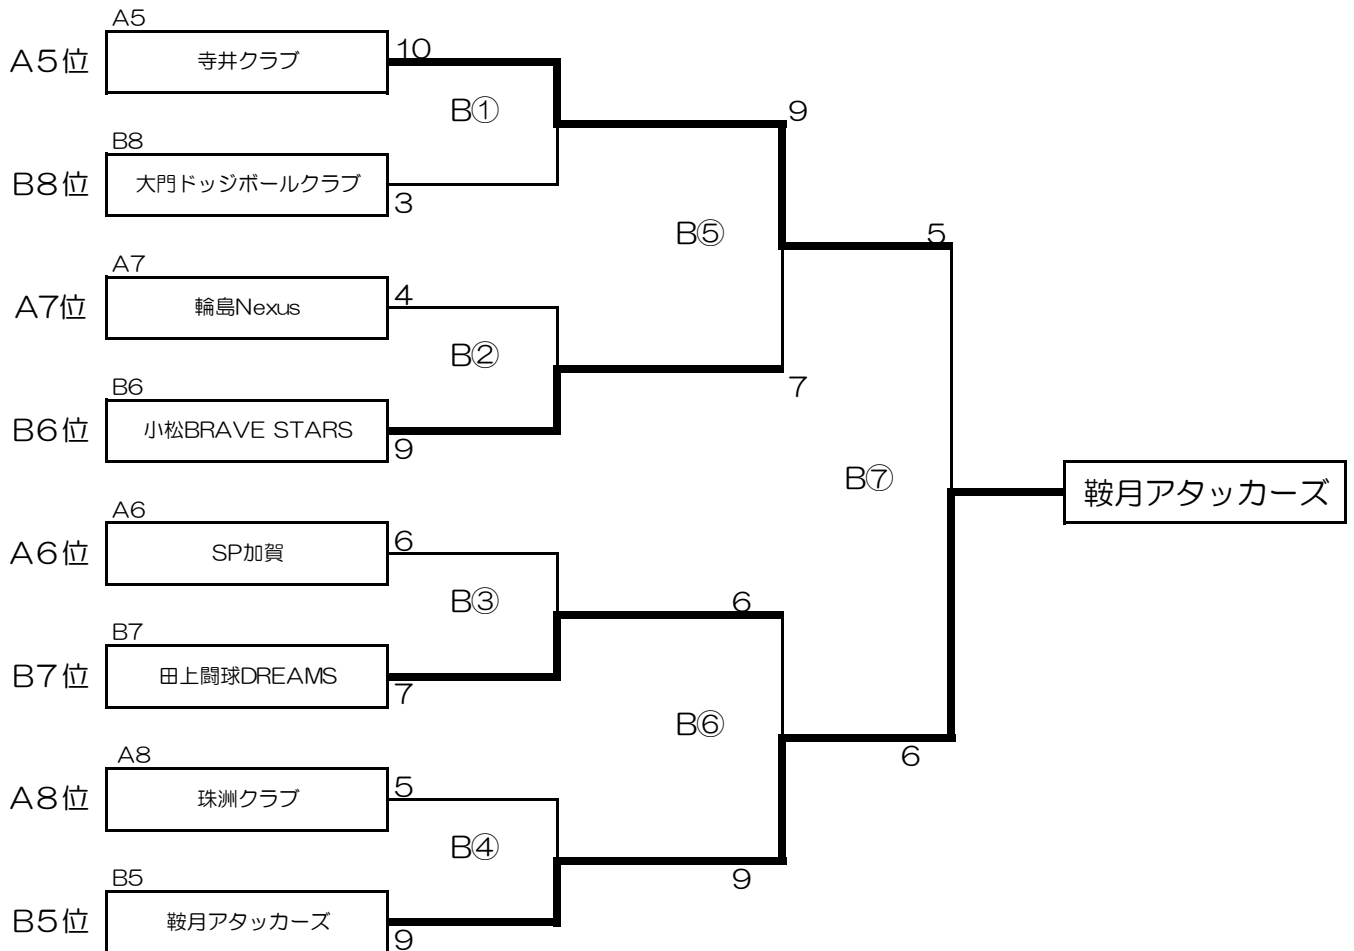 A5
A5位
寺井クラブ
10
B①
9
B8
B8位
大門ドッジボールクラブ
3
B⑤
5
A7
A7位
輪島Nexus
4
B②
7
B6
B6位
小松BRAVE STARS
9
B⑦
鞍月アタッカーズ
A6
A6位
SP加賀
6
B③
6
B7
B7位
田上闘球DREAMS
7
B⑥
6
A8
A8位
珠洲クラブ
5
B④
9
B5
B5位
鞍月アタッカーズ
9